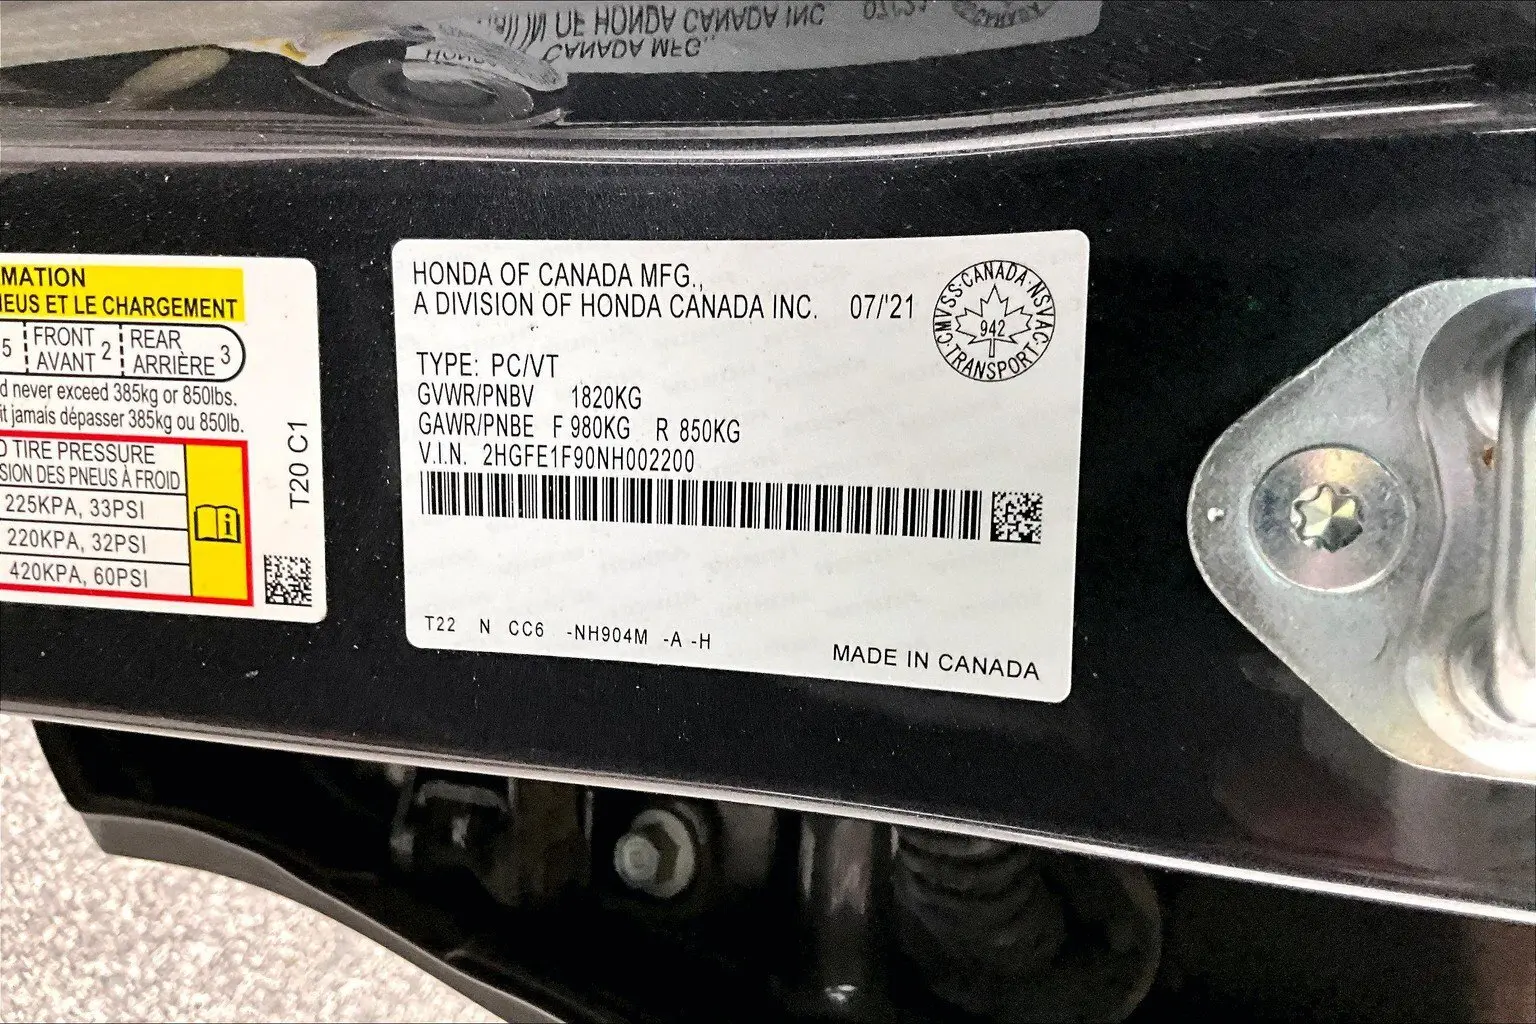 MATION
NEUS ET LE CHARGEMENT
5 FRONT AVANT 2 REAR ARRIÈRE 3
never exceed 385kg or 850lbs.
jamais dépasser 385kg ou 850lb.
TIRE PRESSURE
SION DES PNEUS À FROID
225KPA, 33PSI
220KPA, 32PSI
420KPA, 60PSI
T20 C1
HONDA OF CANADA MFG.,
A DIVISION OF HONDA CANADA INC. 07/'21
CMVSS·CANADA·NSVAC·TRANSPORT·
942
TYPE: PC/VT
GVWR/PNBV 1820KG
GAWR/PNBE F 980KG R 850KG
V.I.N. 2HGFE1F90NH002200
T22 N CC6 -NH904M -A -H
MADE IN CANADA